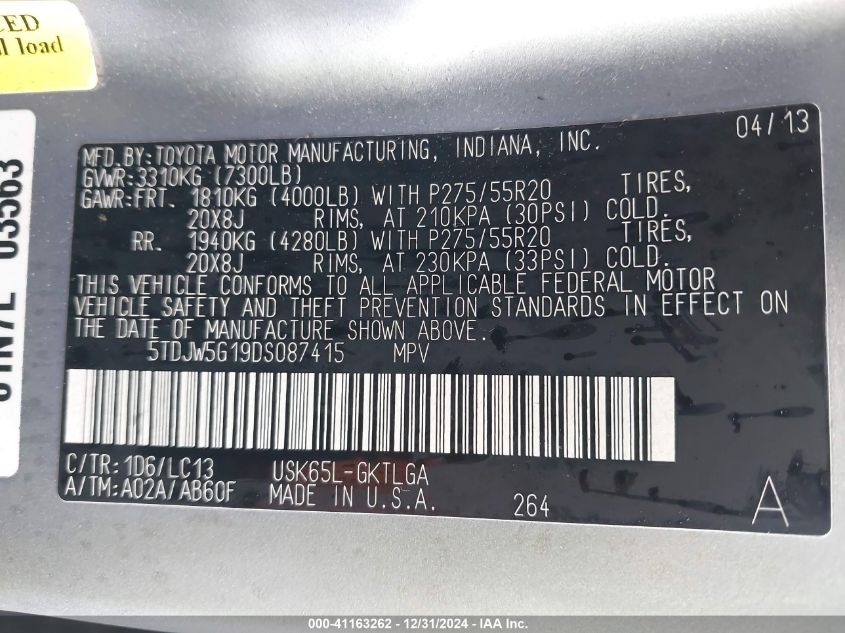 CED
ll load
03563
04/13
MFD.BY:TOYOTA MOTOR MANUFACTURING, INDIANA, INC.
GVWR:3310KG (7300LB)
GAWR:FRT. 1810KG (4000LB) WITH P275/55R20 TIRES,
20X8J RIMS, AT 210KPA (30PSI) COLD.
RR. 1940KG (4280LB) WITH P275/55R20 TIRES,
20X8J RIMS, AT 230KPA (33PSI) COLD.
THIS VEHICLE CONFORMS TO ALL APPLICABLE FEDERAL MOTOR
VEHICLE SAFETY AND THEFT PREVENTION STANDARDS IN EFFECT ON
THE DATE OF MANUFACTURE SHOWN ABOVE.
5TDJW5G19DS087415 MPV
C/TR: 1D6/LC13 USK65L-GKTLGA
A/TM: A02A/AB60F MADE IN U.S.A. 264 A
000-41163262 - 12/31/2024 - IAA Inc.